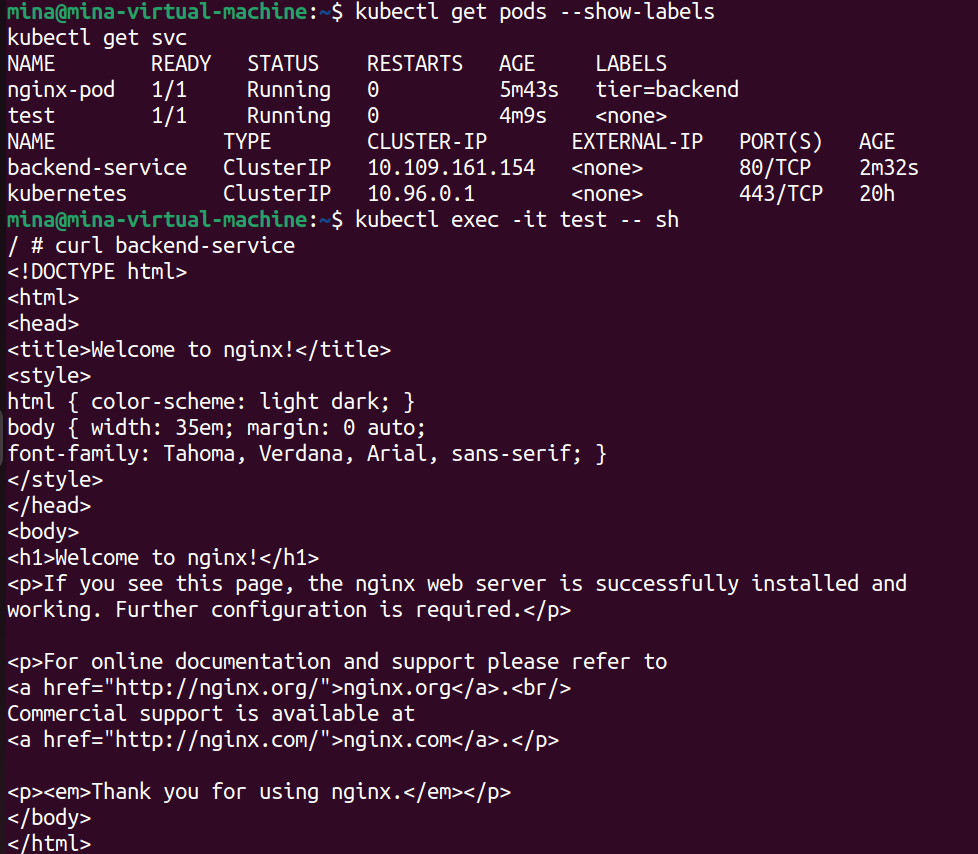 mina@mina-virtual-machine:~$ kubectl get pods --show-labels
kubectl get svc
NAME        READY   STATUS    RESTARTS   AGE     LABELS
nginx-pod   1/1     Running   0          5m43s   tier=backend
test        1/1     Running   0          4m9s    <none>
NAME              TYPE        CLUSTER-IP       EXTERNAL-IP   PORT(S)   AGE
backend-service   ClusterIP   10.109.161.154   <none>        80/TCP    2m32s
kubernetes        ClusterIP   10.96.0.1        <none>        443/TCP   20h
mina@mina-virtual-machine:~$ kubectl exec -it test -- sh
/ # curl backend-service
<!DOCTYPE html>
<html>
<head>
<title>Welcome to nginx!</title>
<style>
html { color-scheme: light dark; }
body { width: 35em; margin: 0 auto;
font-family: Tahoma, Verdana, Arial, sans-serif; }
</style>
</head>
<body>
<h1>Welcome to nginx!</h1>
<p>If you see this page, the nginx web server is successfully installed and
working. Further configuration is required.</p>

<p>For online documentation and support please refer to
<a href="http://nginx.org/">nginx.org</a>.<br/>
Commercial support is available at
<a href="http://nginx.com/">nginx.com</a>.</p>

<p><em>Thank you for using nginx.</em></p>
</body>
</html>